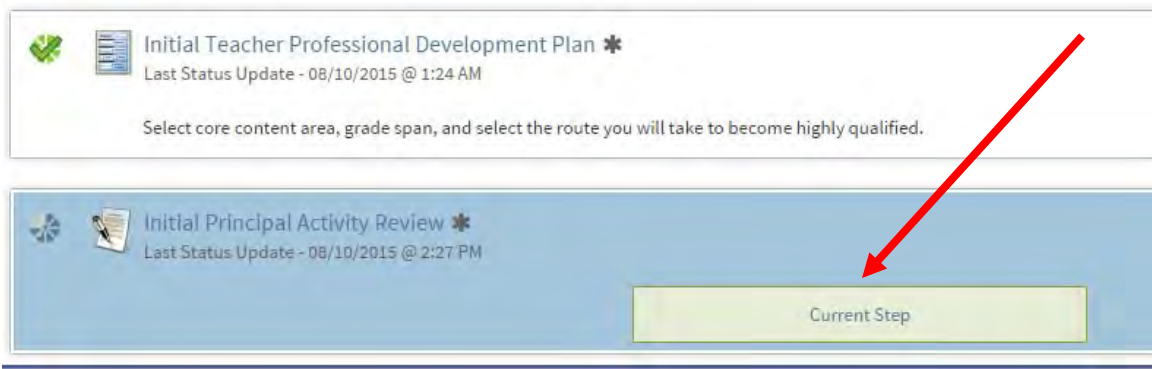 Initial Teacher Professional Development Plan ✱
Last Status Update - 08/10/2015 @ 1:24 AM
Select core content area, grade span, and select the route you will take to become highly qualified.
Initial Principal Activity Review ✱
Last Status Update - 08/10/2015 @ 2:27 PM
Current Step